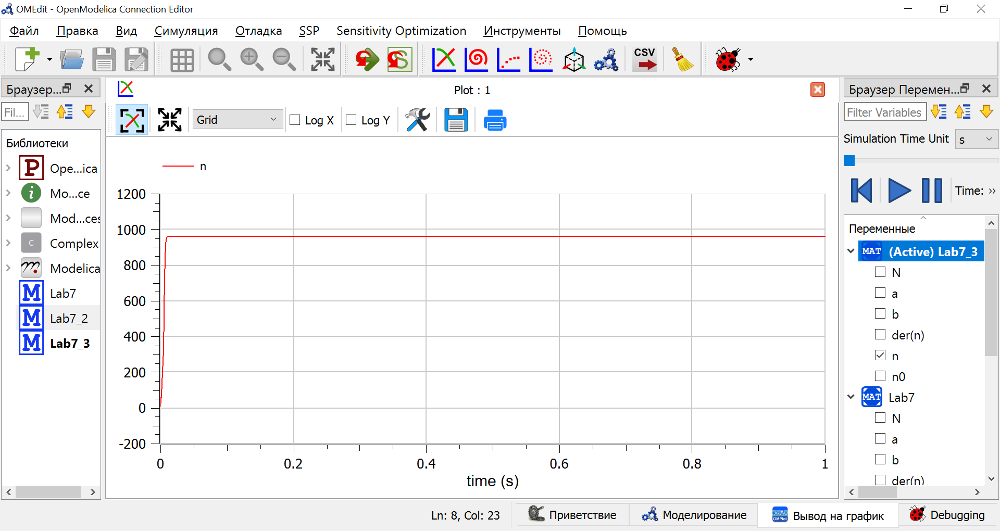 OMEdit - OpenModelica Connection Editor
Файл Правка Вид Симуляция Отладка SSP Sensitivity Optimization Инструменты Помощь
CSV
Браузер...
Fil...
Библиотеки
P Ope...ica
i Mo...ce
Mod...ces
C Complex
m Modelica
M Lab7
M Lab7_2
M Lab7_3
Plot : 1
Grid Log X Log Y
n
1200
1000
800
600
400
200
0
-200
0 0.2 0.4 0.6 0.8 1
time (s)
Браузер Перемен...
Filter Variables
Simulation Time Unit s
Time: »
Переменные
MAT (Active) Lab7_3
N
a
b
der(n)
n
n0
MAT Lab7
N
a
b
der(n)
Ln: 8, Col: 23 Приветствие Моделирование OMPlot Вывод на график Debugging